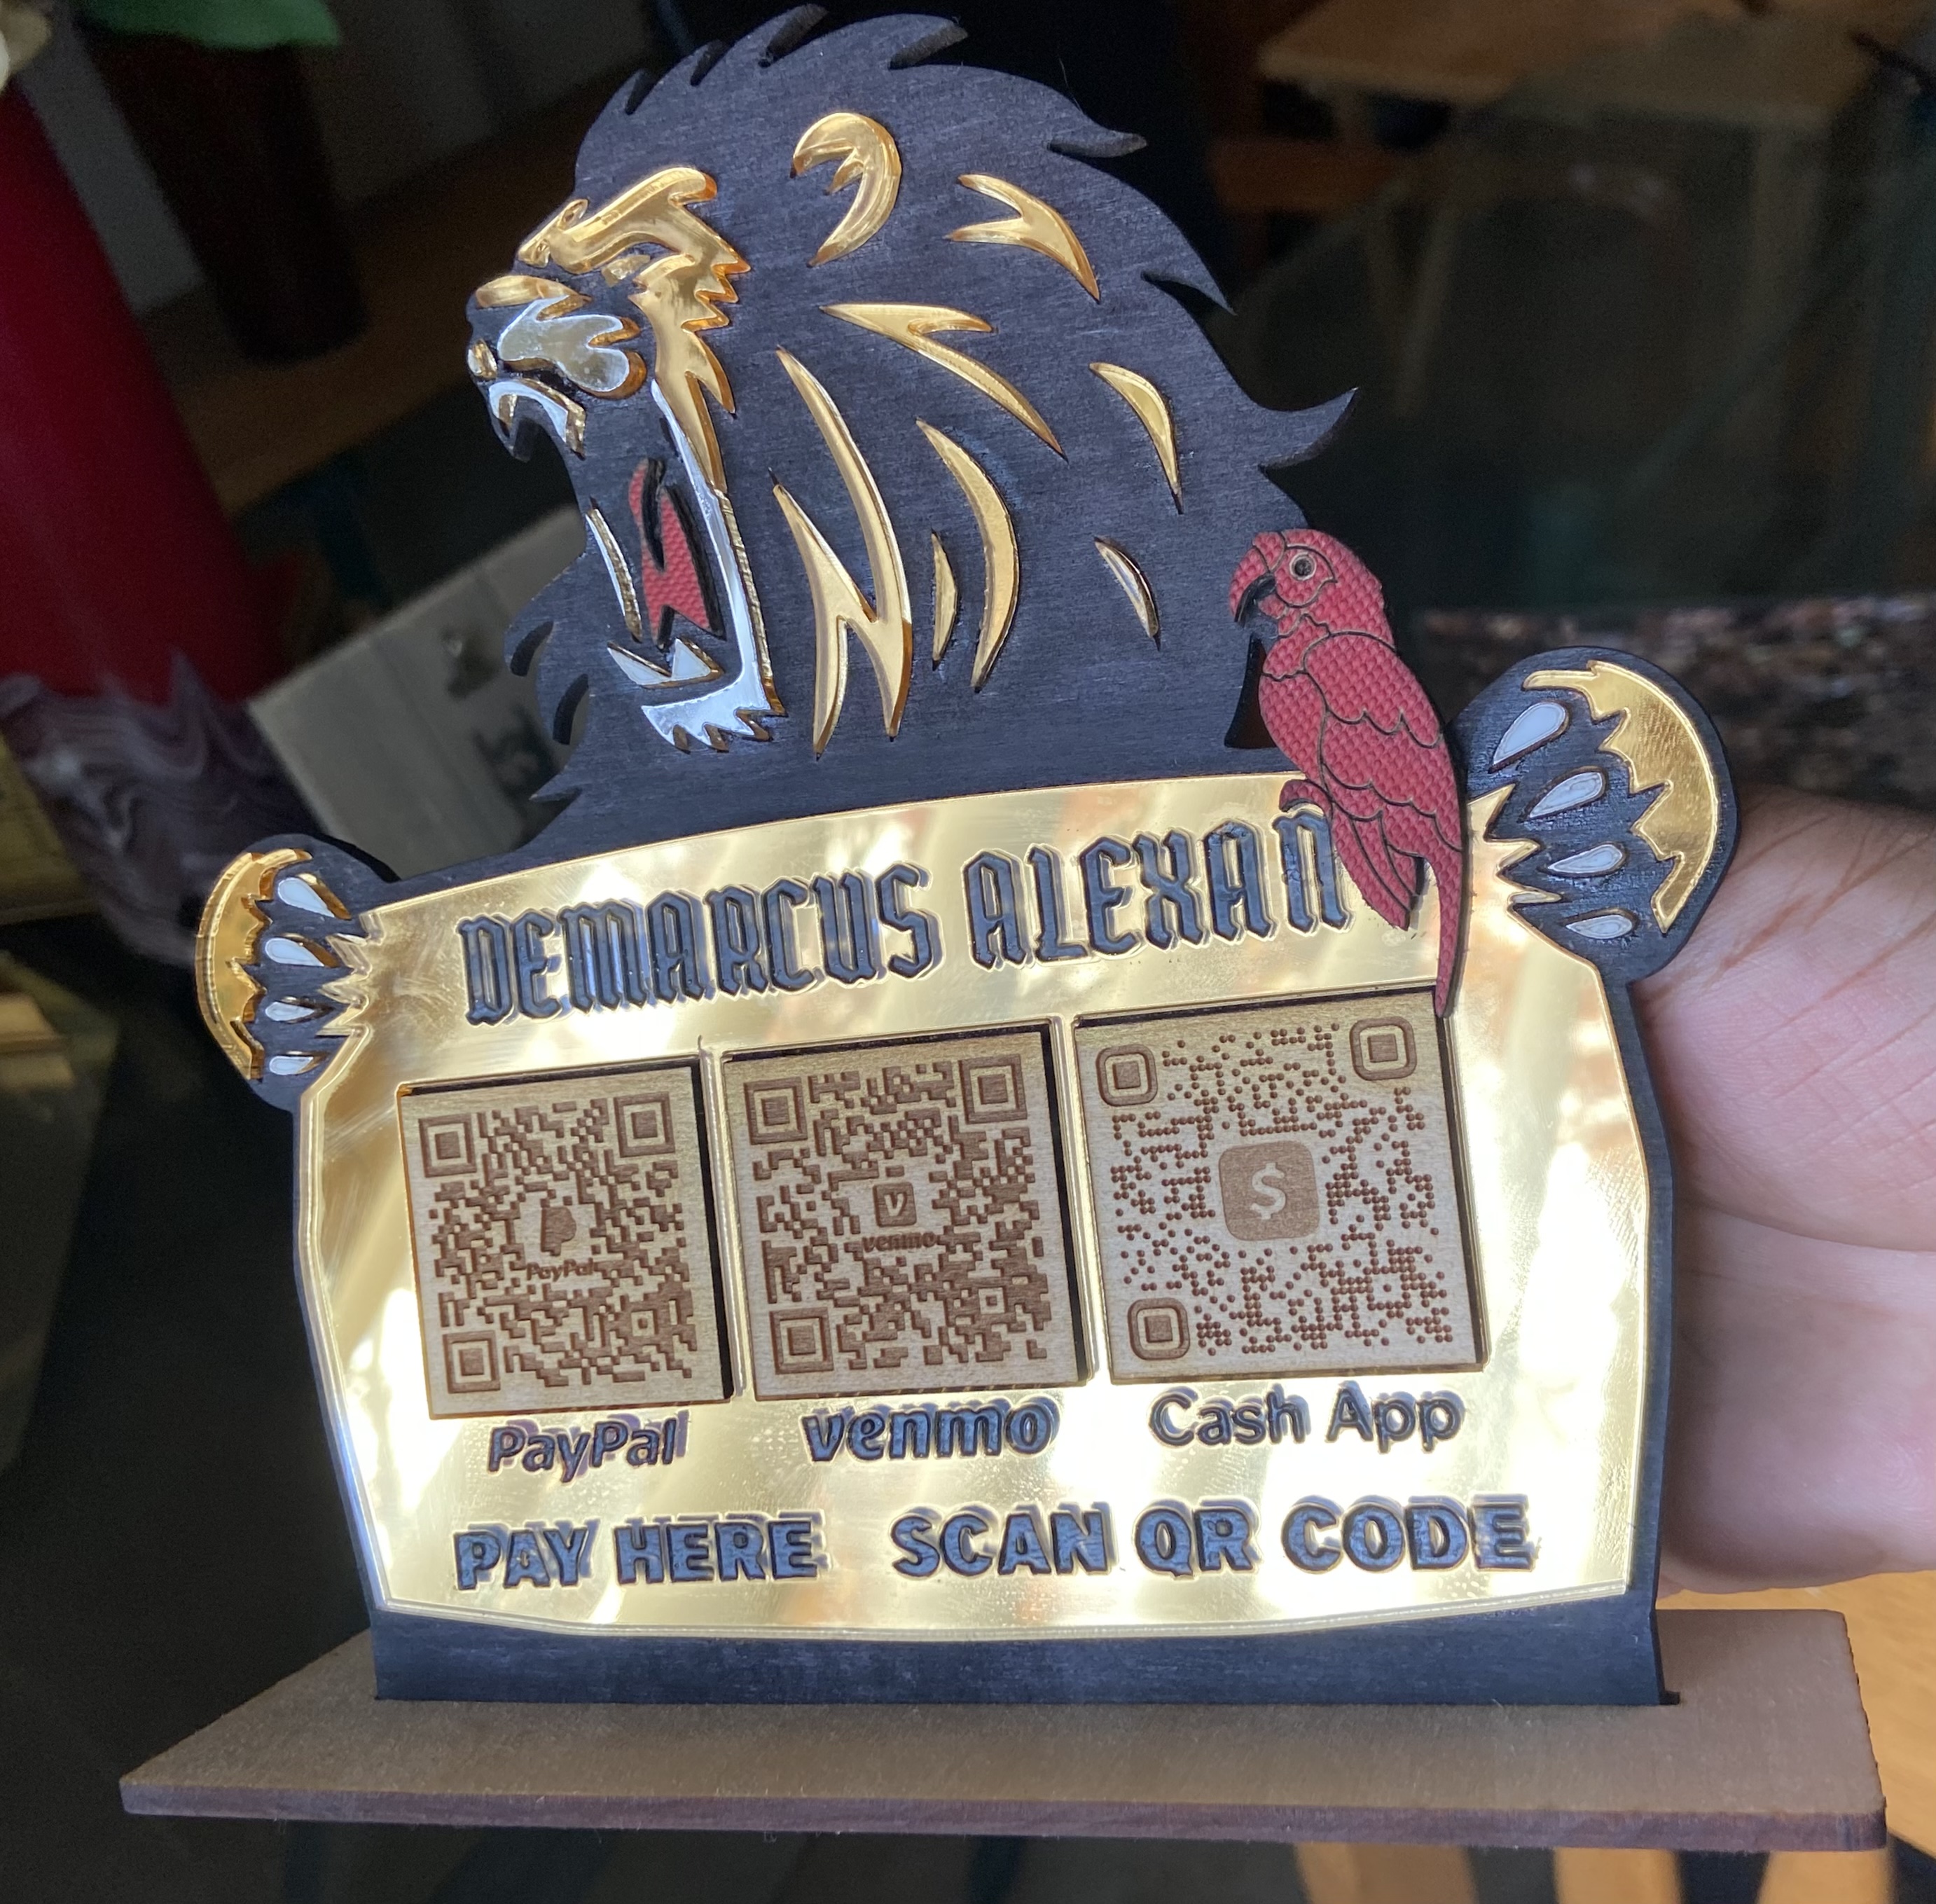 DEMARCUS ALEXAN
PayPal
venmo
$
PayPal venmo Cash App
PAY HERE SCAN QR CODE